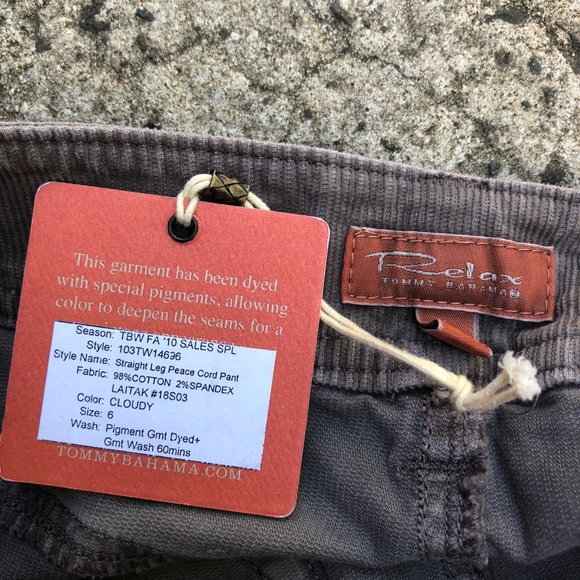 This garment has been dyed
with special pigments, allowing
color to deepen the seams for a
Season: TBW FA '10 SALES SPL
Style: 103TW14696
Style Name: Straight Leg Peace Cord Pant
Fabric: 98%COTTON 2%SPANDEX
LAITAK #18S03
Color: CLOUDY
Size: 6
Wash: Pigment Gmt Dyed+
Gmt Wash 60mins
TOMMYBAHAMA.COM
Relax
TOMMY BAHAMA®